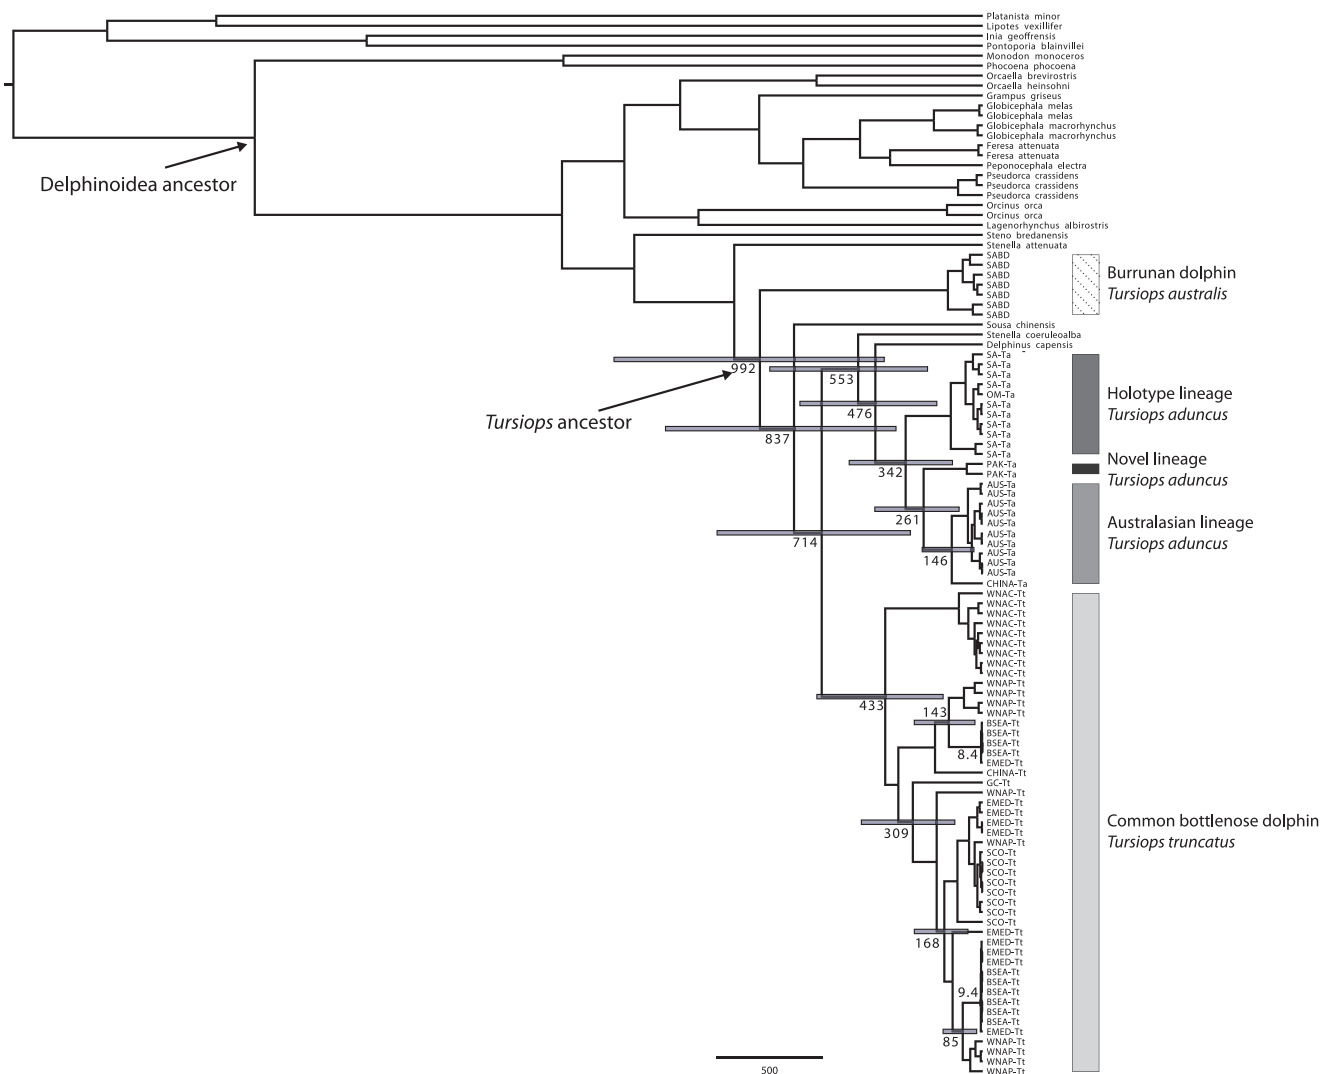 Platanista minor
Lipotes vexillifer
Inia geoffrensis
Pontoporia blainvillei
Monodon monoceros
Phocoena phocoena
Orcaella brevirostris
Orcaella heinsohni
Grampus griseus
Globicephala melas
Globicephala melas
Globicephala macrorhynchus
Globicephala macrorhynchus
Feresa attenuata
Feresa attenuata
Peponocephala electra
Pseudorca crassidens
Pseudorca crassidens
Pseudorca crassidens
Orcinus orca
Orcinus orca
Lagenorhynchus albirostris
Steno bredanensis
Stenella attenuata
SABD
SABD
SABD
SABD
SABD
SABD
SABD
Sousa chinensis
Stenella coeruleoalba
Delphinus capensis
SA-Ta
SA-Ta
SA-Ta
SA-Ta
OM-Ta
SA-Ta
SA-Ta
SA-Ta
SA-Ta
SA-Ta
SA-Ta
PAK-Ta
PAK-Ta
AUS-Ta
AUS-Ta
AUS-Ta
AUS-Ta
AUS-Ta
AUS-Ta
AUS-Ta
AUS-Ta
AUS-Ta
AUS-Ta
CHINA-Ta
WNAC-Tt
WNAC-Tt
WNAC-Tt
WNAC-Tt
WNAC-Tt
WNAC-Tt
WNAC-Tt
WNAC-Tt
WNAC-Tt
WNAP-Tt
WNAP-Tt
WNAP-Tt
WNAP-Tt
BSEA-Tt
BSEA-Tt
BSEA-Tt
BSEA-Tt
EMED-Tt
CHINA-Tt
GC-Tt
WNAP-Tt
EMED-Tt
EMED-Tt
EMED-Tt
EMED-Tt
WNAP-Tt
SCO-Tt
SCO-Tt
SCO-Tt
SCO-Tt
SCO-Tt
SCO-Tt
SCO-Tt
SCO-Tt
EMED-Tt
EMED-Tt
EMED-Tt
EMED-Tt
BSEA-Tt
BSEA-Tt
BSEA-Tt
BSEA-Tt
BSEA-Tt
BSEA-Tt
EMED-Tt
WNAP-Tt
WNAP-Tt
WNAP-Tt
WNAP-Tt
Delphinoidea ancestor
Tursiops ancestor
992
553
476
837
342
261
714
146
433
143
8.4
309
168
9.4
85
500
Burrunan dolphin
Tursiops australis
Holotype lineage
Tursiops aduncus
Novel lineage
Tursiops aduncus
Australasian lineage
Tursiops aduncus
Common bottlenose dolphin
Tursiops truncatus